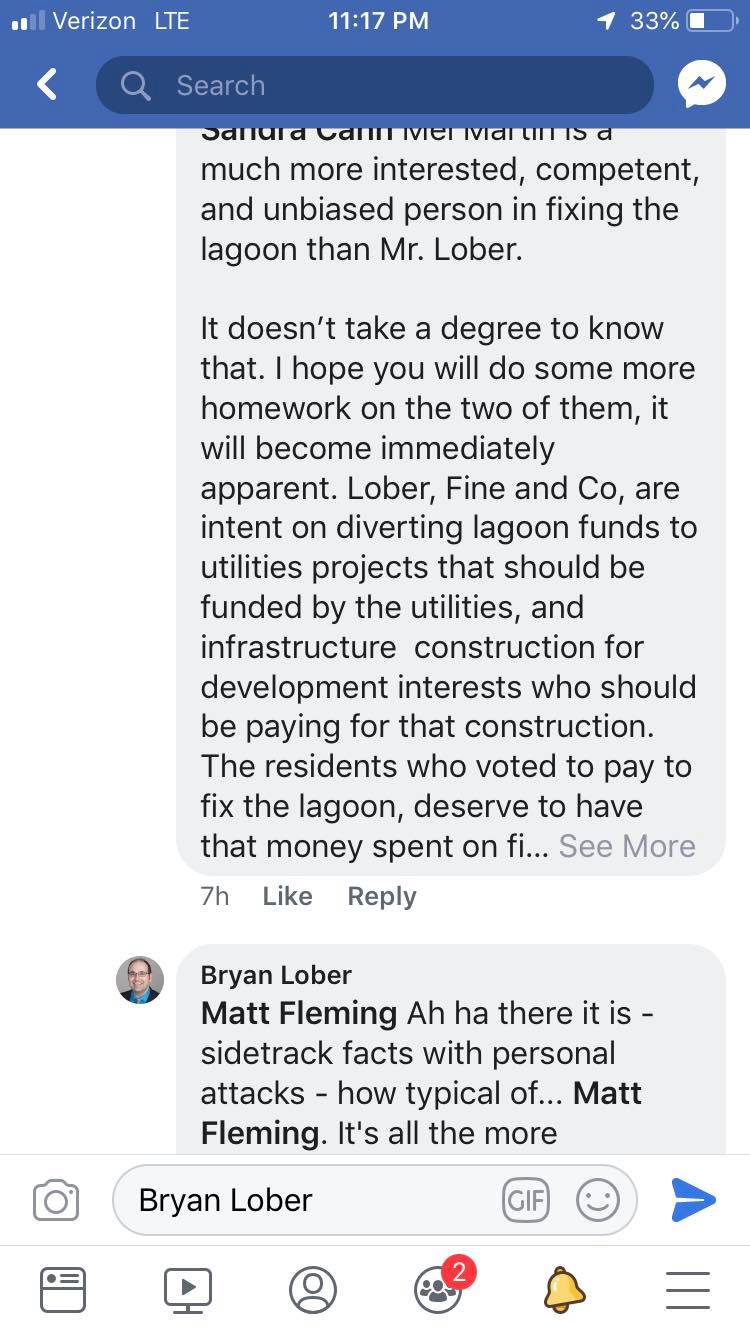 Verizon LTE 11:17 PM 33%
Search
Sandra Cann Mel Martin is a
much more interested, competent,
and unbiased person in fixing the
lagoon than Mr. Lober.
It doesn’t take a degree to know
that. I hope you will do some more
homework on the two of them, it
will become immediately
apparent. Lober, Fine and Co, are
intent on diverting lagoon funds to
utilities projects that should be
funded by the utilities, and
infrastructure  construction for
development interests who should
be paying for that construction.
The residents who voted to pay to
fix the lagoon, deserve to have
that money spent on fi... See More
7h Like Reply
Bryan Lober
Matt Fleming Ah ha there it is -
sidetrack facts with personal
attacks - how typical of... Matt
Fleming. It's all the more
Bryan Lober GIF
2